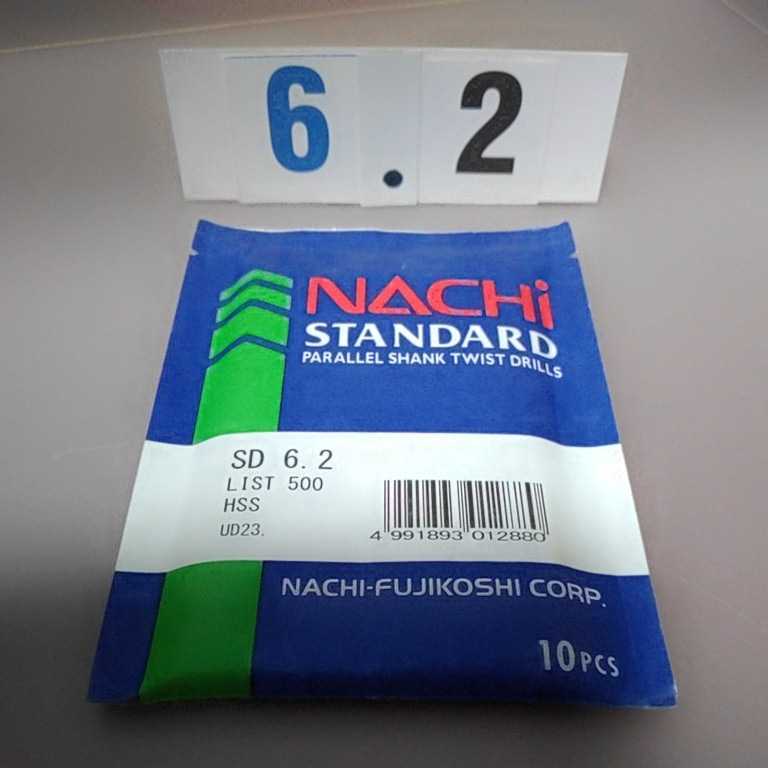 6.2
NACHi
STANDARD
PARALLEL SHANK TWIST DRILLS
SD 6.2
LIST 500
HSS
UD23.
4 991893 012880
NACHI-FUJIKOSHI CORP.
10PCS